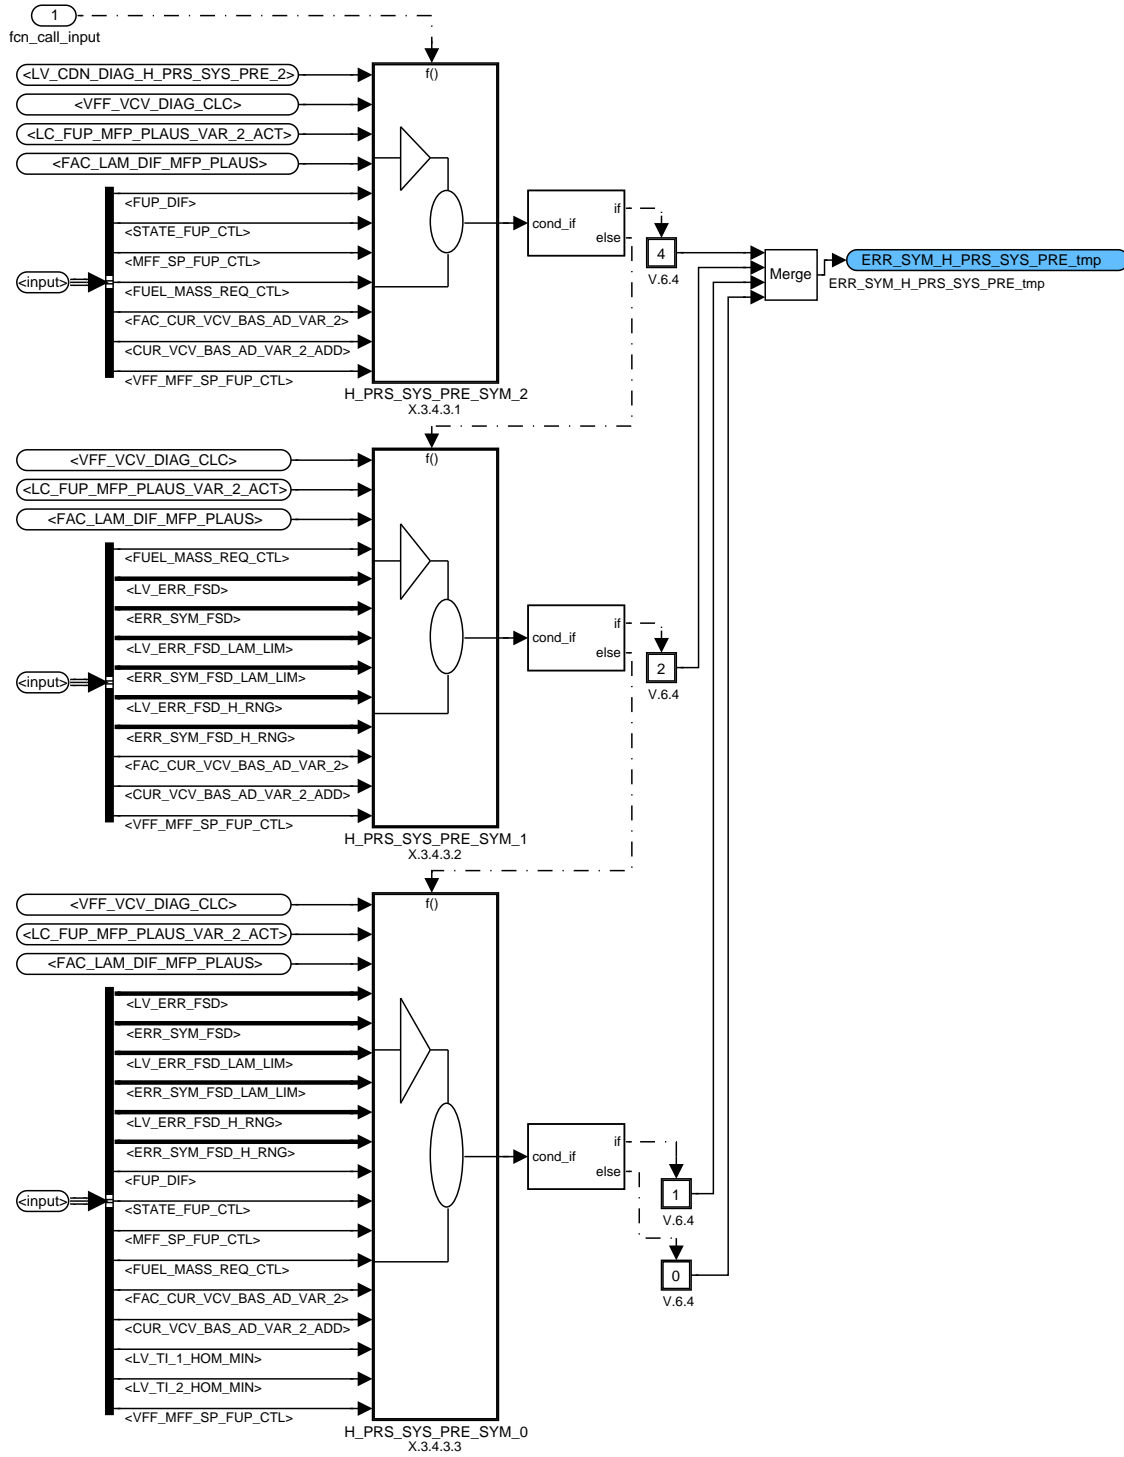 1
fcn_call_input
f()
<LV_CDN_DIAG_H_PRS_SYS_PRE_2>
<VFF_VCV_DIAG_CLC>
<LC_FUP_MFP_PLAUS_VAR_2_ACT>
<FAC_LAM_DIF_MFP_PLAUS>
<FUP_DIF>
<STATE_FUP_CTL>
<MFF_SP_FUP_CTL>
<input>
<FUEL_MASS_REQ_CTL>
<FAC_CUR_VCV_BAS_AD_VAR_2>
<CUR_VCV_BAS_AD_VAR_2_ADD>
<VFF_MFF_SP_FUP_CTL>
H_PRS_SYS_PRE_SYM_2
X.3.4.3.1
cond_if
if
else
4
V.6.4
Merge
ERR_SYM_H_PRS_SYS_PRE_tmp
ERR_SYM_H_PRS_SYS_PRE_tmp
f()
<VFF_VCV_DIAG_CLC>
<LC_FUP_MFP_PLAUS_VAR_2_ACT>
<FAC_LAM_DIF_MFP_PLAUS>
<FUEL_MASS_REQ_CTL>
<LV_ERR_FSD>
<ERR_SYM_FSD>
<LV_ERR_FSD_LAM_LIM>
<input>
<ERR_SYM_FSD_LAM_LIM>
<LV_ERR_FSD_H_RNG>
<ERR_SYM_FSD_H_RNG>
<FAC_CUR_VCV_BAS_AD_VAR_2>
<CUR_VCV_BAS_AD_VAR_2_ADD>
<VFF_MFF_SP_FUP_CTL>
H_PRS_SYS_PRE_SYM_1
X.3.4.3.2
cond_if
if
else
2
V.6.4
f()
<VFF_VCV_DIAG_CLC>
<LC_FUP_MFP_PLAUS_VAR_2_ACT>
<FAC_LAM_DIF_MFP_PLAUS>
<LV_ERR_FSD>
<ERR_SYM_FSD>
<LV_ERR_FSD_LAM_LIM>
<ERR_SYM_FSD_LAM_LIM>
<LV_ERR_FSD_H_RNG>
<ERR_SYM_FSD_H_RNG>
<FUP_DIF>
<input>
<STATE_FUP_CTL>
<MFF_SP_FUP_CTL>
<FUEL_MASS_REQ_CTL>
<FAC_CUR_VCV_BAS_AD_VAR_2>
<CUR_VCV_BAS_AD_VAR_2_ADD>
<LV_TI_1_HOM_MIN>
<LV_TI_2_HOM_MIN>
<VFF_MFF_SP_FUP_CTL>
H_PRS_SYS_PRE_SYM_0
X.3.4.3.3
cond_if
if
else
1
V.6.4
0
V.6.4